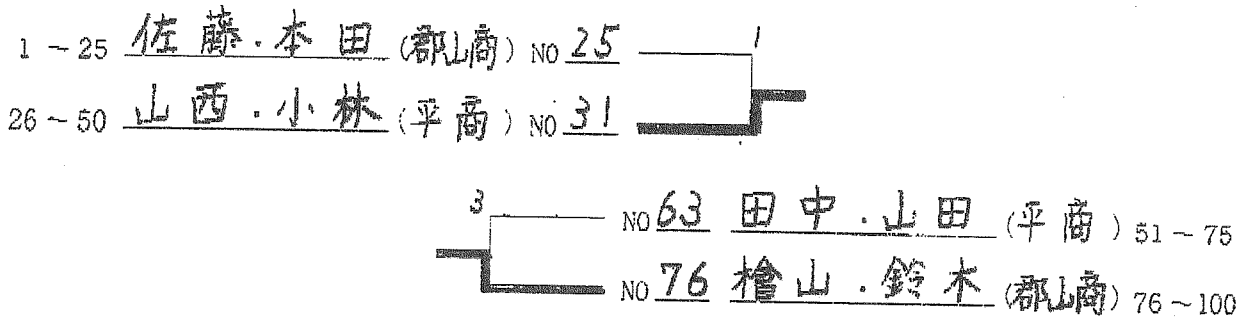 1 ~ 25 佐藤・本田 (郡山商) NO 25 1
26 ~ 50 山西・小林 (平商) NO 31
3 NO 63 田中・山田 (平商) 51 ~ 75
NO 76 檜山・鈴木 (郡山商) 76 ~ 100